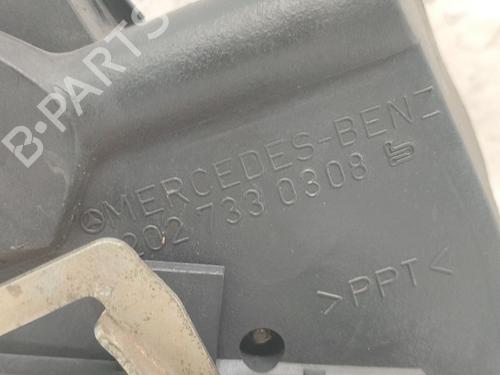 B-PARTS
MERCEDES-BENZ
202 733 0308
>PPT<